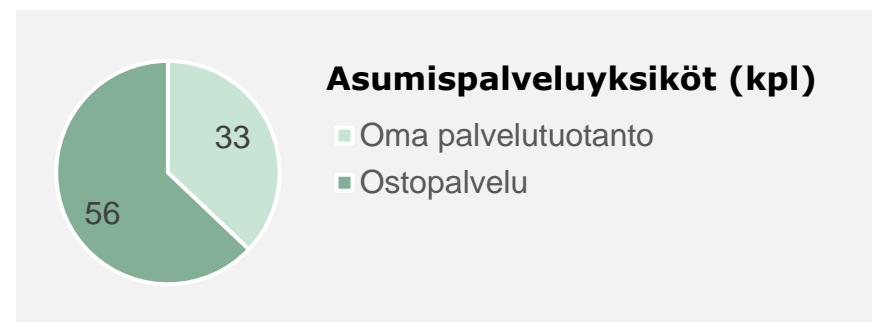 Asumispalveluyksiköt (kpl)
Oma palvelutuotanto
Ostopalvelu
33
56